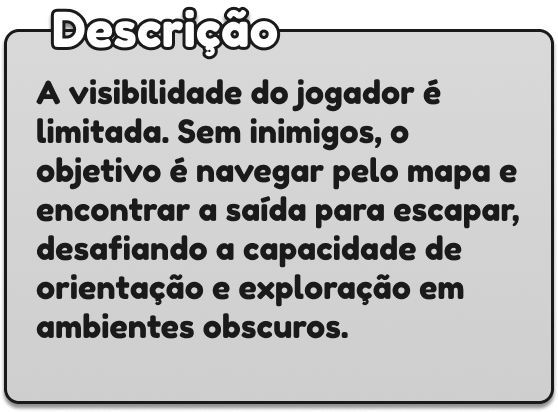 Descrição
A visibilidade do jogador é
limitada. Sem inimigos, o
objetivo é navegar pelo mapa e
encontrar a saída para escapar,
desafiando a capacidade de
orientação e exploração em
ambientes obscuros.